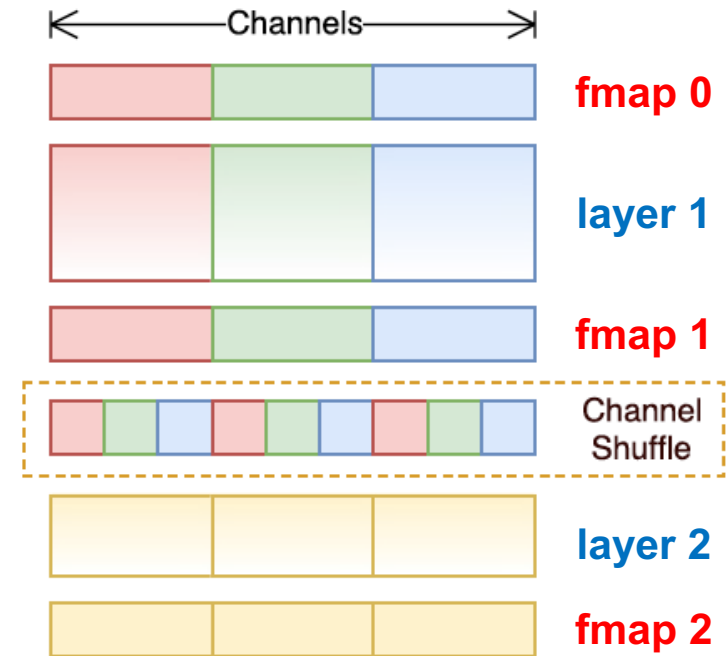 Channels
fmap 0
layer 1
fmap 1
Channel
Shuffle
layer 2
fmap 2